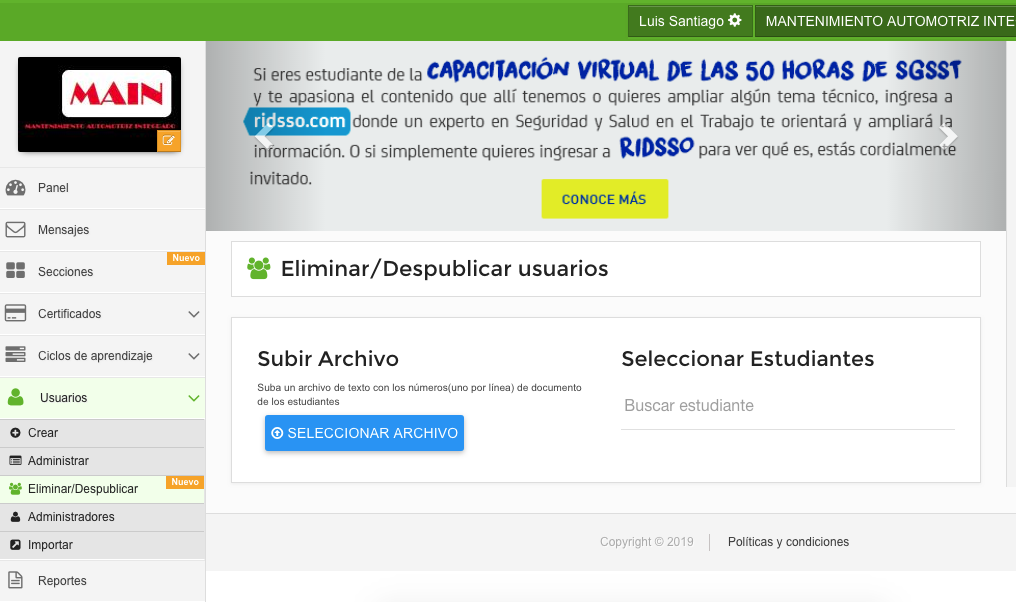 Luis Santiago
MANTENIMIENTO AUTOMOTRIZ INTE
MAIN
MANTENIMIENTO AUTOMOTRIZ INTEGRADO
Panel
Mensajes
Secciones
Nuevo
Certificados
Ciclos de aprendizaje
Usuarios
Crear
Administrar
Eliminar/Despublicar
Nuevo
Administradores
Importar
Reportes
Si eres estudiante de la CAPACITACIÓN VIRTUAL DE LAS 50 HORAS DE SGSST
y te apasiona el contenido que allí tenemos o quieres ampliar algún tema técnico, ingresa a
ridsso.com donde un experto en Seguridad y Salud en el Trabajo te orientará y ampliará la
información. O si simplemente quieres ingresar a RIDSSO para ver qué es, estás cordialmente
invitado.
CONOCE MÁS
Eliminar/Despublicar usuarios
Subir Archivo
Suba un archivo de texto con los números(uno por línea) de documento
de los estudiantes
SELECCIONAR ARCHIVO
Seleccionar Estudiantes
Buscar estudiante
Copyright © 2019
Políticas y condiciones